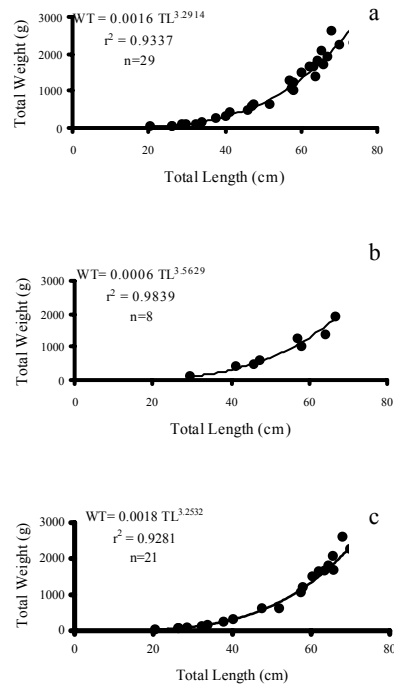 a
WT = 0.0016 TL^3.2914
r² = 0.9337
n=29
Total Weight (g)
3000
2000
1000
0
0 20 40 60 80
Total Length (cm)
b
WT= 0.0006 TL^3.5629
r² = 0.9839
n=8
Total Weight (g)
3000
2000
1000
0
0 20 40 60 80
Total Length (cm)
c
WT= 0.0018 TL^3.2532
r² = 0.9281
n=21
Total Weight (g)
3000
2000
1000
0
0 20 40 60 80
Total Length (cm)